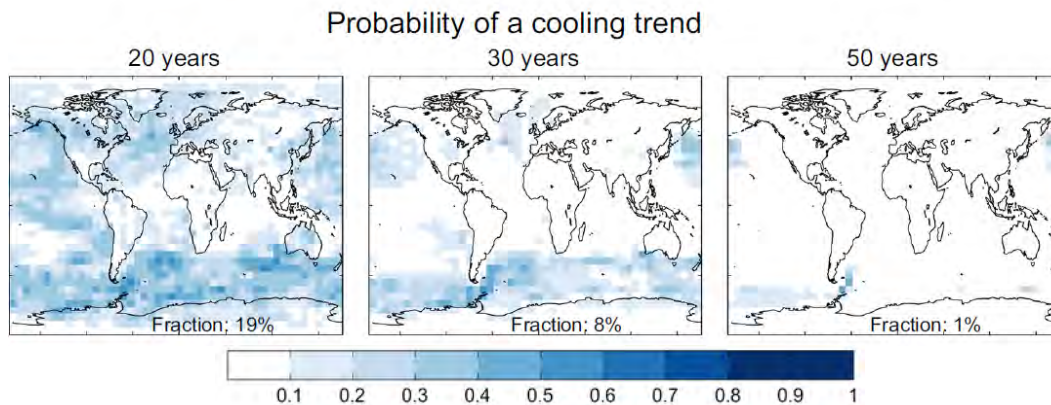 Probability of a cooling trend
20 years 30 years 50 years
Fraction; 19% Fraction; 8% Fraction; 1%
0.1 0.2 0.3 0.4 0.5 0.6 0.7 0.8 0.9 1